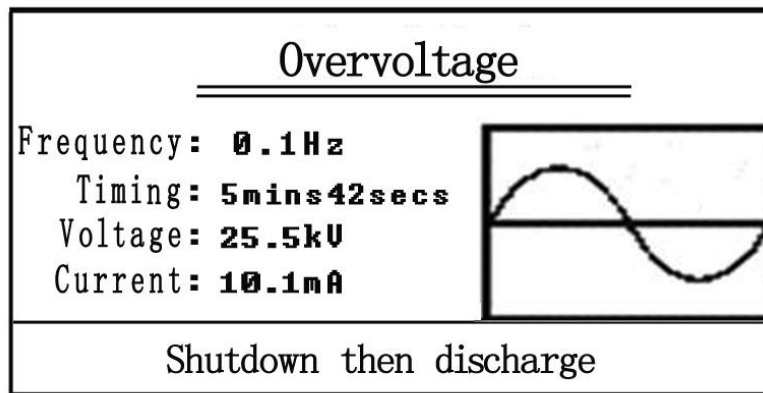 Overvoltage
Frequency: 0.1Hz
Timing: 5mins42secs
Voltage: 25.5kV
Current: 10.1mA
Shutdown then discharge